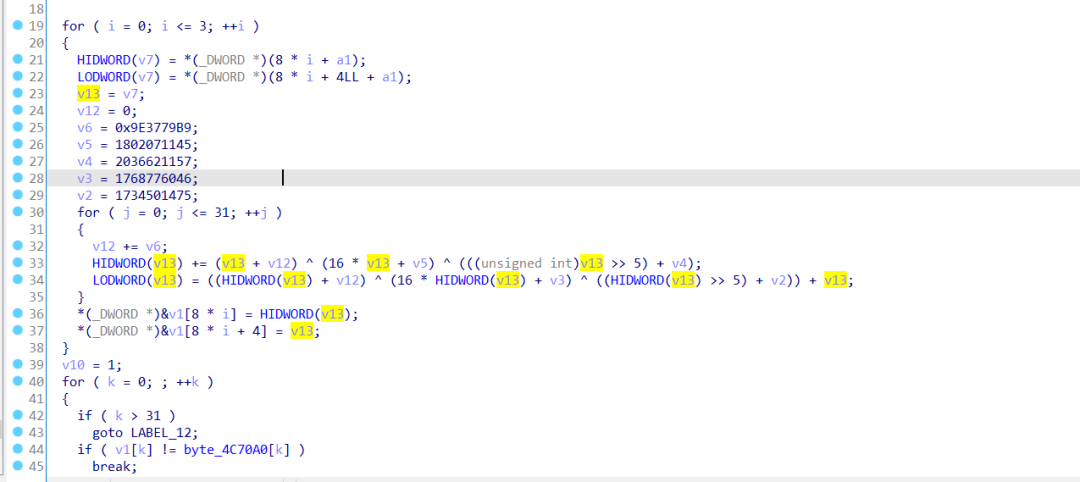 18
19 for ( i = 0; i <= 3; ++i )
20 {
21 HIDWORD(v7) = *(_DWORD *)(8 * i + a1);
22 LODWORD(v7) = *(_DWORD *)(8 * i + 4LL + a1);
23 v13 = v7;
24 v12 = 0;
25 v6 = 0x9E3779B9;
26 v5 = 1802071145;
27 v4 = 2036621157;
28 v3 = 1768776046;
29 v2 = 1734501475;
30 for ( j = 0; j <= 31; ++j )
31 {
32 v12 += v6;
33 HIDWORD(v13) += (v13 + v12) ^ (16 * v13 + v5) ^ (((unsigned int)v13 >> 5) + v4);
34 LODWORD(v13) = ((HIDWORD(v13) + v12) ^ (16 * HIDWORD(v13) + v3) ^ ((HIDWORD(v13) >> 5) + v2)) + v13;
35 }
36 *(_DWORD *)&v1[8 * i] = HIDWORD(v13);
37 *(_DWORD *)&v1[8 * i + 4] = v13;
38 }
39 v10 = 1;
40 for ( k = 0; ; ++k )
41 {
42 if ( k > 31 )
43 goto LABEL_12;
44 if ( v1[k] != byte_4C70A0[k] )
45 break;